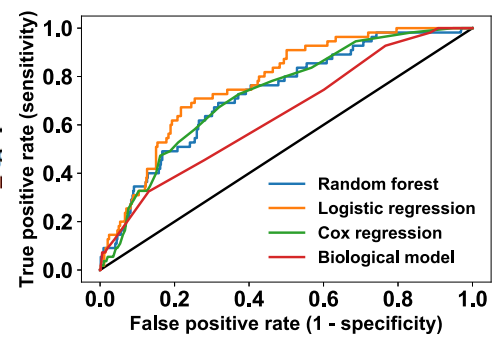 True positive rate (sensitivity)
1.0
0.8
0.6
0.4
0.2
0.0
Random forest
Logistic regression
Cox regression
Biological model
0.0 0.2 0.4 0.6 0.8 1.0
False positive rate (1 - specificity)